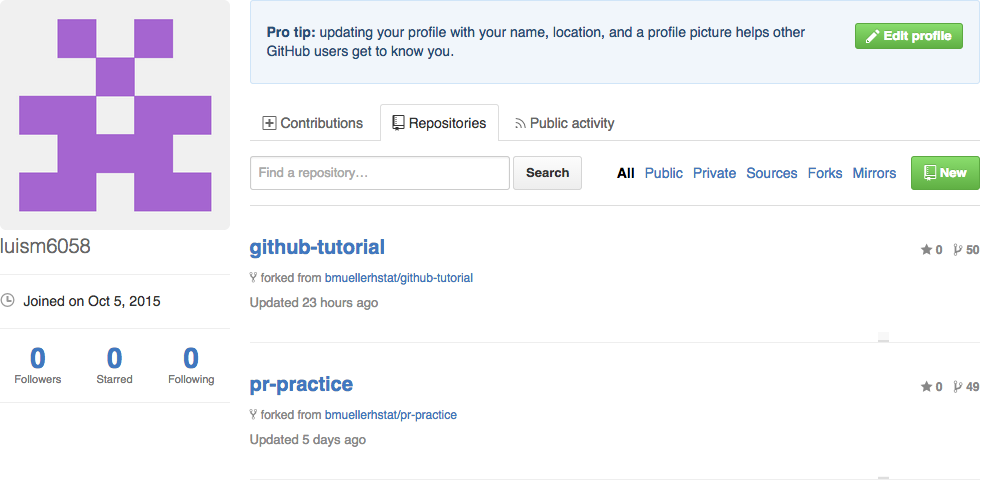 Pro tip: updating your profile with your name, location, and a profile picture helps other
GitHub users get to know you.
Edit profile
Contributions
Repositories
Public activity
Find a repository…
Search
All Public Private Sources Forks Mirrors
New
luism6058
Joined on Oct 5, 2015
0 0 0
Followers Starred Following
github-tutorial
0 50
forked from bmuellerhstat/github-tutorial
Updated 23 hours ago
pr-practice
0 49
forked from bmuellerhstat/pr-practice
Updated 5 days ago